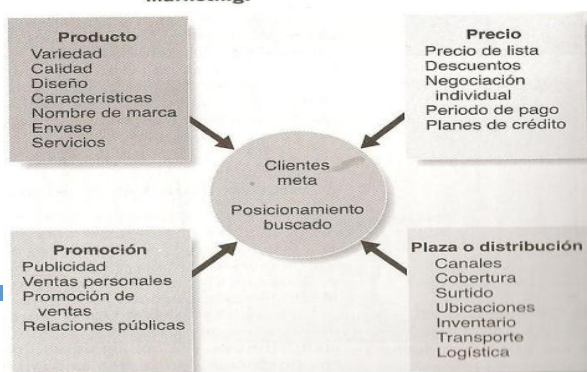 marketing.
Producto
Variedad
Calidad
Diseño
Características
Nombre de marca
Envase
Servicios
Precio
Precio de lista
Descuentos
Negociación
individual
Periodo de pago
Planes de crédito
Clientes
meta
Posicionamiento
buscado
Promoción
Publicidad
Ventas personales
Promoción de
ventas
Relaciones públicas
Plaza o distribución
Canales
Cobertura
Surtido
Ubicaciones
Inventario
Transporte
Logística